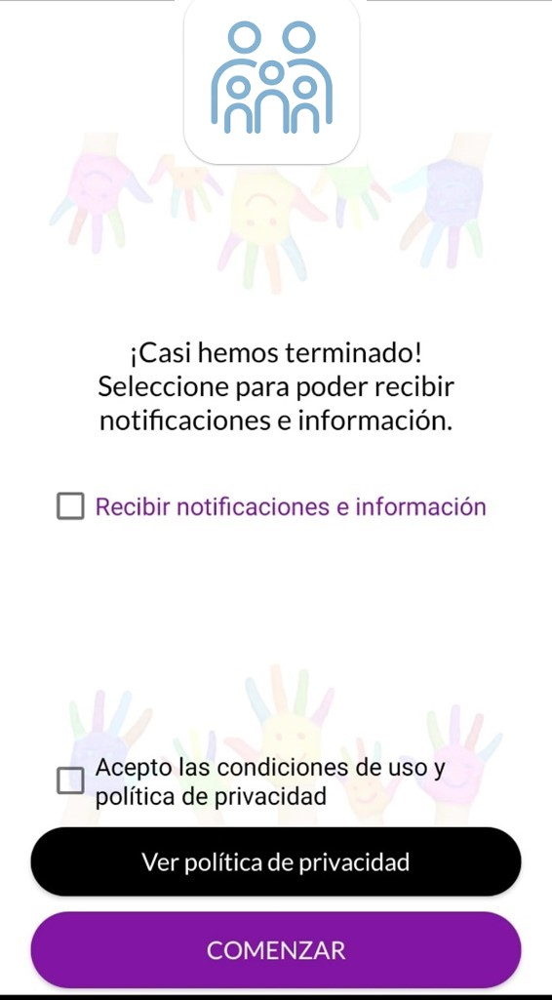 ¡Casi hemos terminado!
Seleccione para poder recibir
notificaciones e información.
Recibir notificaciones e información
Acepto las condiciones de uso y
política de privacidad
Ver política de privacidad
COMENZAR